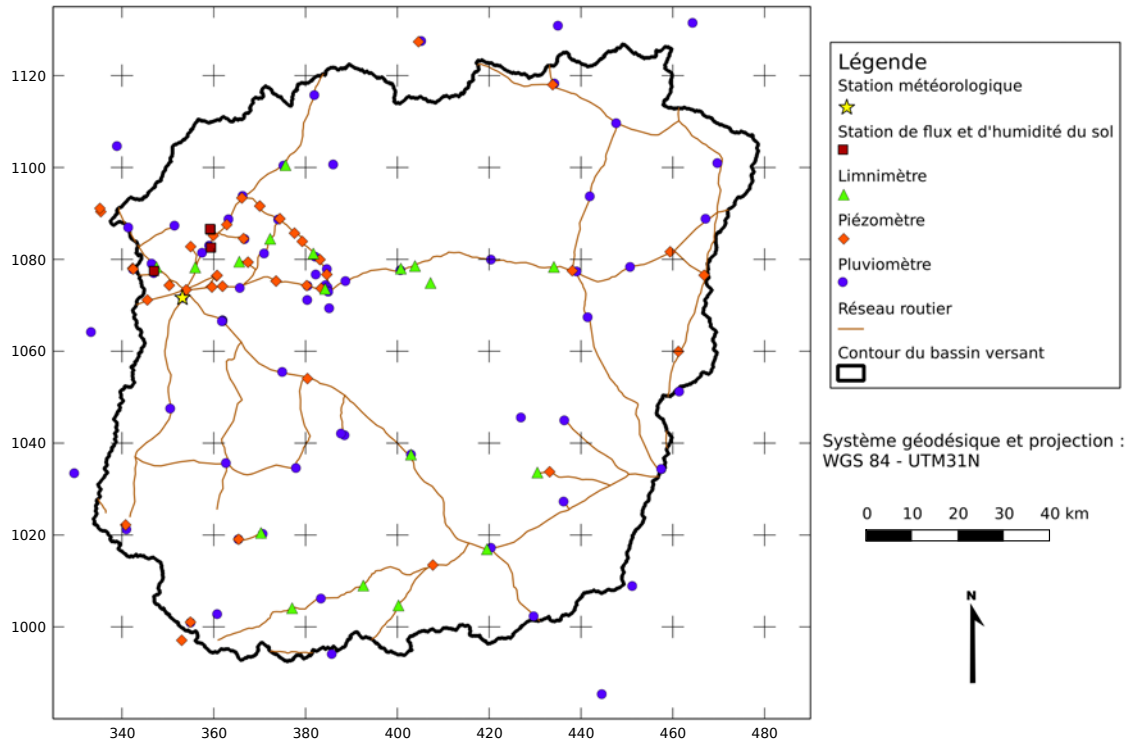 1120
1100
1080
1060
1040
1020
1000
340 360 380 400 420 440 460 480
Légende
Station météorologique
Station de flux et d'humidité du sol
Limnimètre
Piézomètre
Pluviomètre
Réseau routier
Contour du bassin versant
Système géodésique et projection :
WGS 84 - UTM31N
0 10 20 30 40 km
N